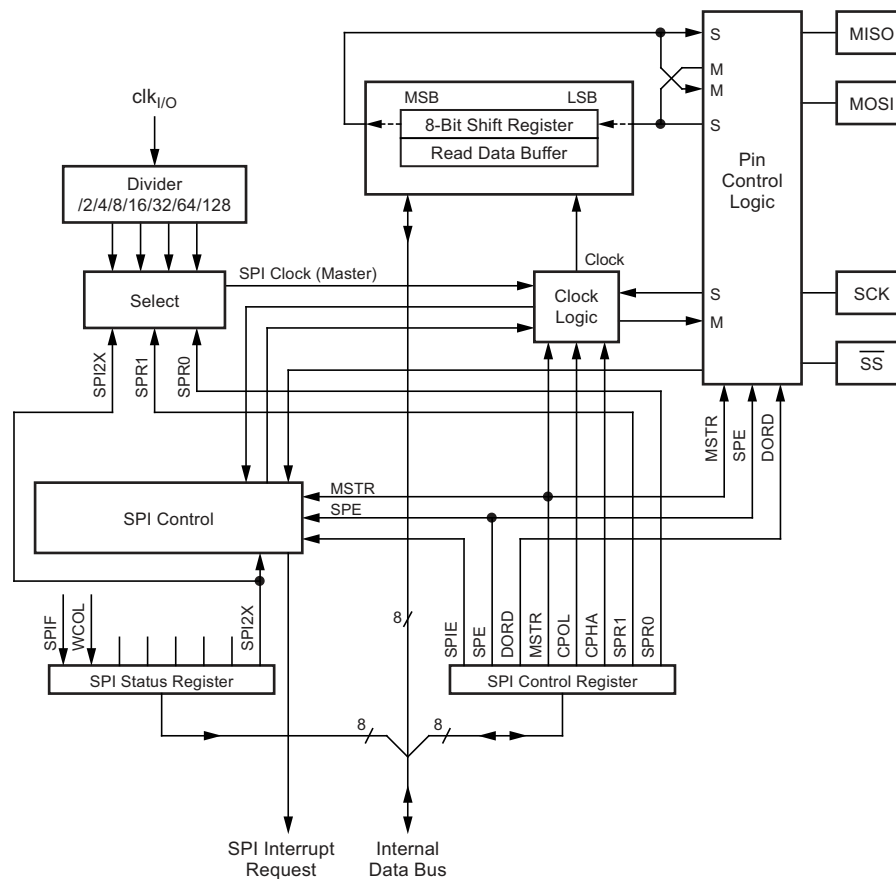 MISO
S
M
M
MOSI
S
MSB
LSB
8-Bit Shift Register
Read Data Buffer
clkI/O
Pin
Control
Logic
Divider
/2/4/8/16/32/64/128
SPI Clock (Master)
Clock
Select
Clock
Logic
S
M
SCK
SS
SPI2X
SPR1
SPR0
MSTR
SPE
DORD
SPI Control
MSTR
SPE
SPIF
WCOL
SPI2X
8
SPIE
SPE
DORD
MSTR
CPOL
CPHA
SPR1
SPR0
SPI Status Register
SPI Control Register
8
8
SPI Interrupt
Request
Internal
Data Bus